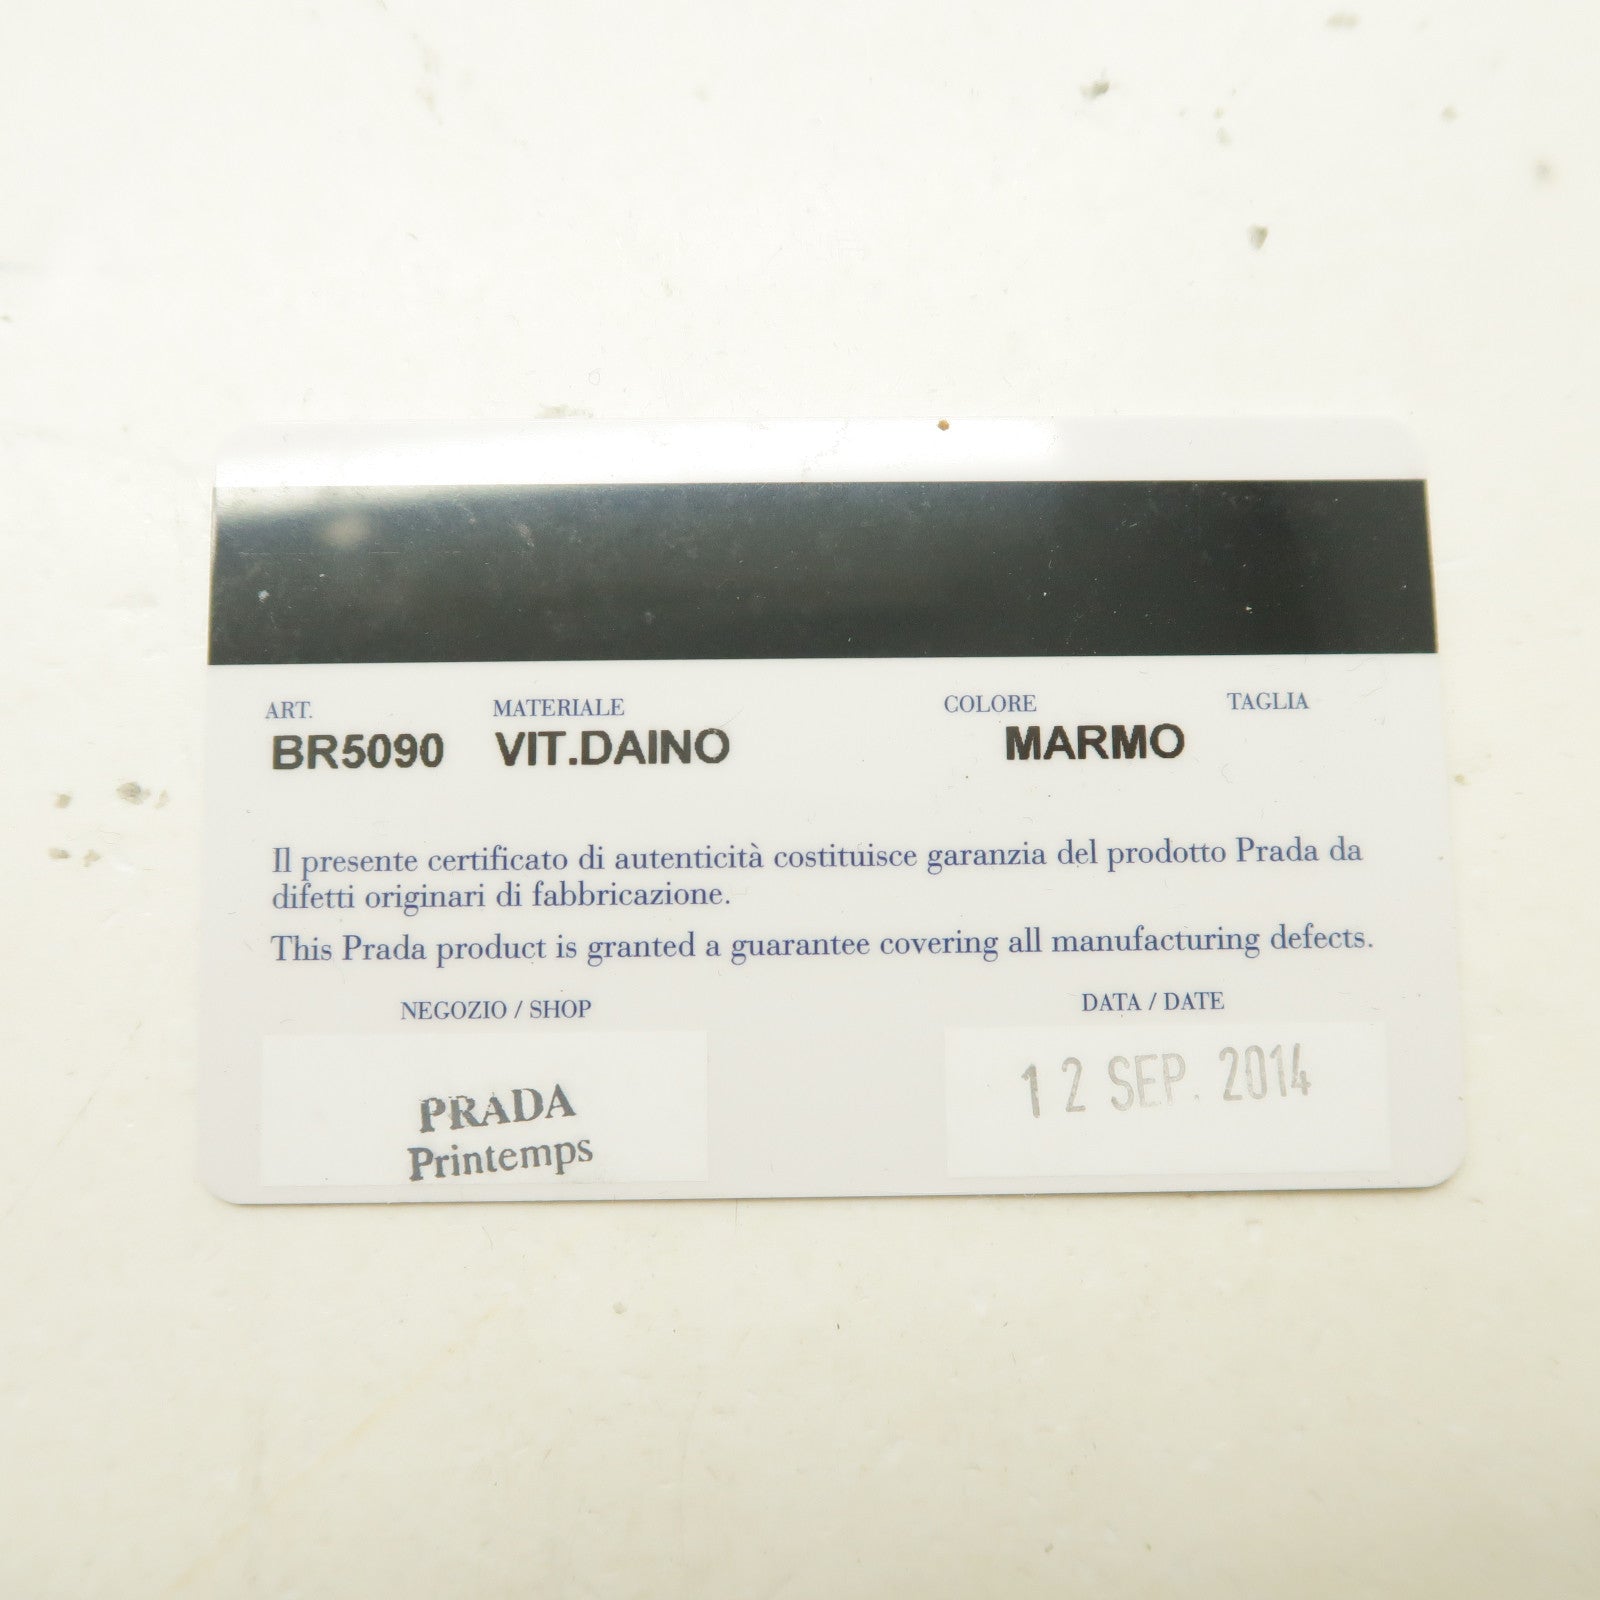 ART. MATERIALE COLORE TAGLIA
BR5090 VIT.DAINO MARMO
Il presente certificato di autenticità costituisce garanzia del prodotto Prada da
difetti originari di fabbricazione.
This Prada product is granted a guarantee covering all manufacturing defects.
NEGOZIO / SHOP DATA / DATE
PRADA
Printemps
12 SEP. 2014